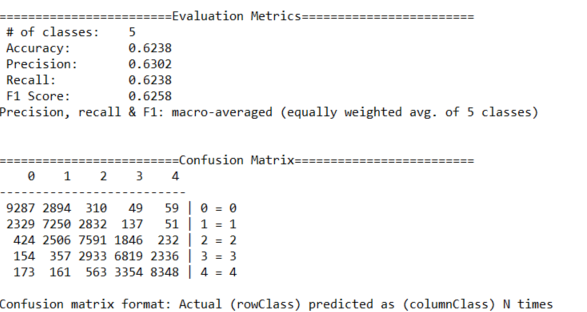 ========================Evaluation Metrics========================
# of classes: 5
Accuracy: 0.6238
Precision: 0.6302
Recall: 0.6238
F1 Score: 0.6258
Precision, recall & F1: macro-averaged (equally weighted avg. of 5 classes)
=========================Confusion Matrix=========================
0 1 2 3 4
--------------------------
9287 2894 310 49 59 | 0 = 0
2329 7250 2832 137 51 | 1 = 1
424 2506 7591 1846 232 | 2 = 2
154 357 2933 6819 2336 | 3 = 3
173 161 563 3354 8348 | 4 = 4
Confusion matrix format: Actual (rowClass) predicted as (columnClass) N times